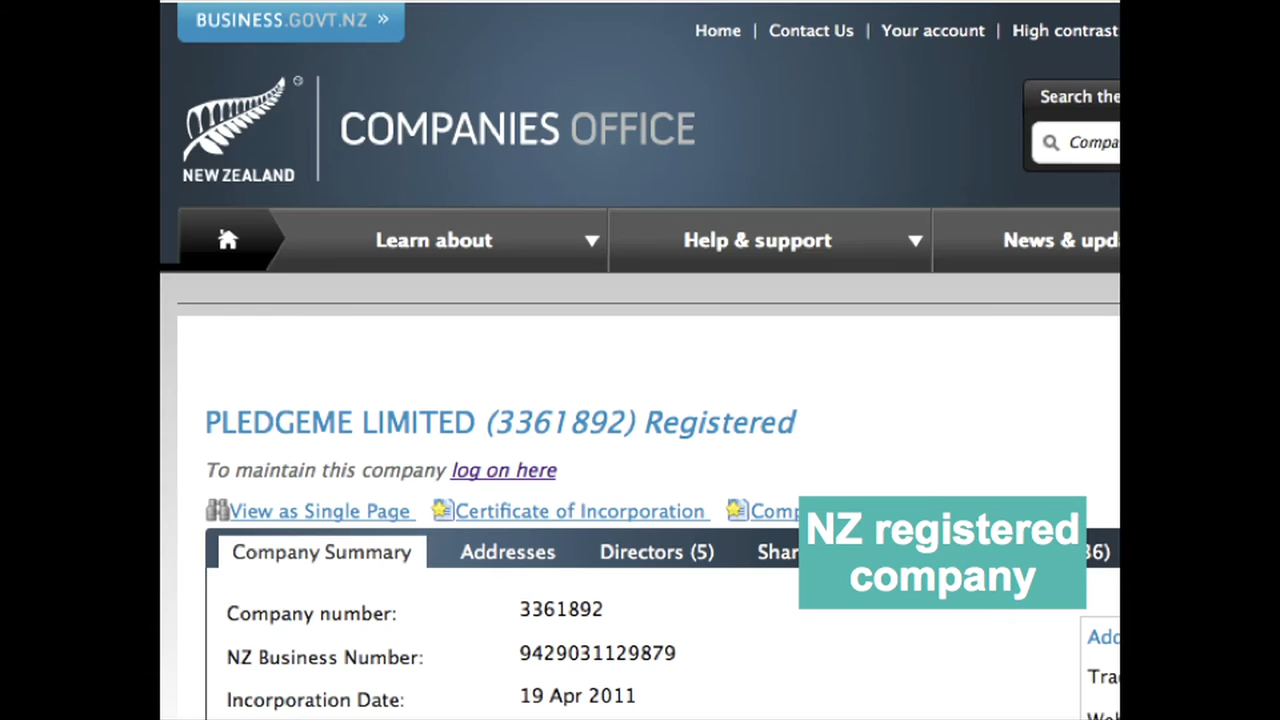 BUSINESS.GOVT.NZ »
Home | Contact Us | Your account | High contrast
NEW ZEALAND
COMPANIES OFFICE
Search the
Compa
Learn about
Help & support
News & upd
PLEDGEME LIMITED (3361892) Registered
To maintain this company log on here
View as Single Page Certificate of Incorporation Comp
Company Summary Addresses Directors (5) Shar 36)
NZ registered
company
Company number: 3361892
NZ Business Number: 9429031129879
Incorporation Date: 19 Apr 2011
Add
Trad